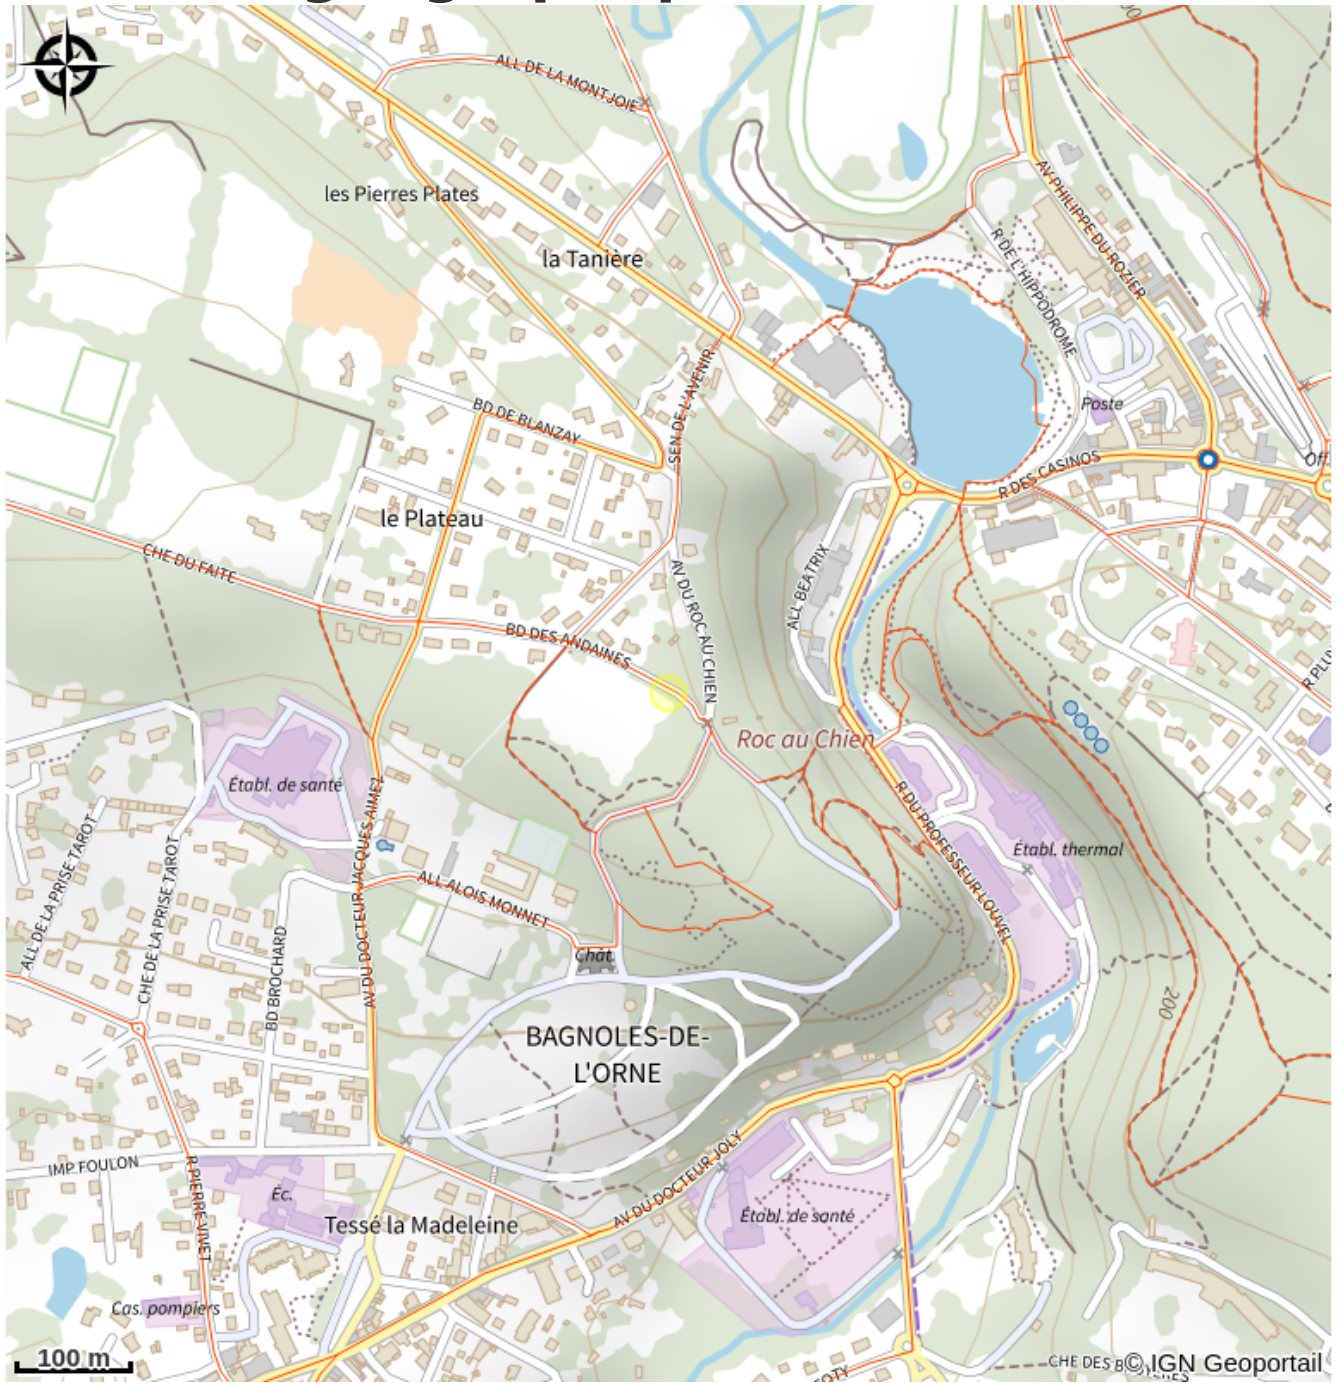 ALL DE LA MONTJOIE
les Pierres Plates
la Tanière
AV PHILIPPE DU ROZIER
R DE L'HIPPODROME
SEN DE L'AVENIR
BD DE BLANZAY
Poste
R DES CASINOS
Off.
le Plateau
CHE DU FAITE
ALL BEATRIX
AV DU ROC AU CHIEN
BD DES ANDAINES
Roc au Chien
Établ. de santé
R DU PROFESSEUR LOUVEL
Établ. thermal
ALL DE LA PRISE TAROT
CHE DE LA PRISE TAROT
AV DU DOCTEUR JACQUES AIMEZ
ALL ALOIS MONNET
BD BROCHARD
Chât.
200
BAGNOLES-DE-
L'ORNE
IMP FOULON
R PIERRE VIVET
Éc.
AV DU DOCTEUR JOLY
Tessé la Madeleine
Établ. de santé
Cas. pompiers
100 m
CHE DES
© IGN Geoportail